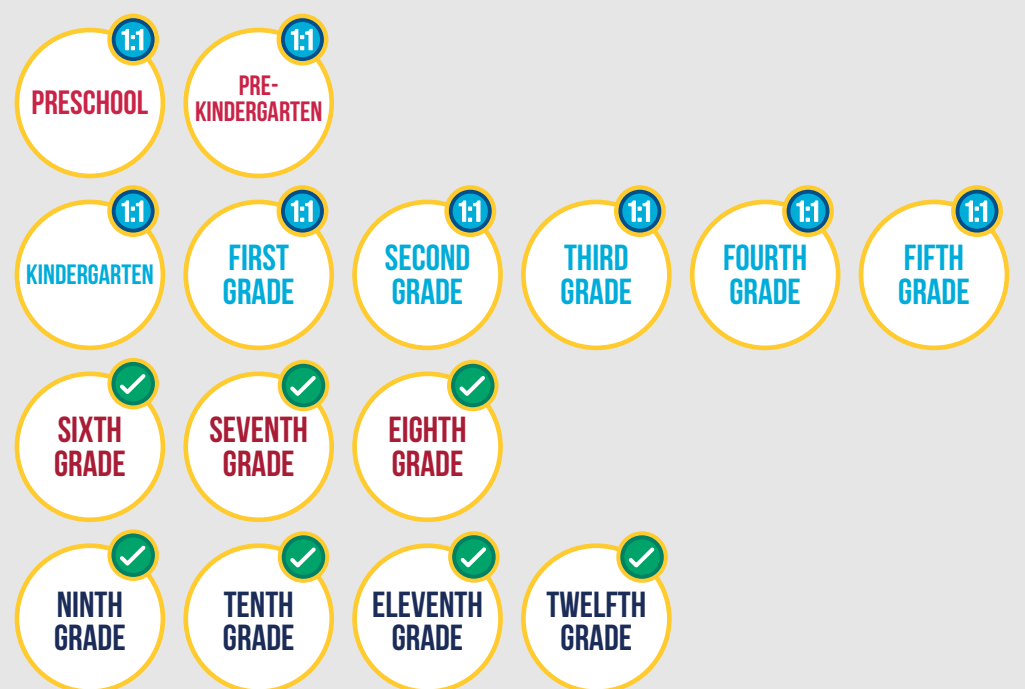 1:1
PRESCHOOL
1:1
PRE-
KINDERGARTEN
1:1
KINDERGARTEN
1:1
FIRST
GRADE
1:1
SECOND
GRADE
1:1
THIRD
GRADE
1:1
FOURTH
GRADE
1:1
FIFTH
GRADE
SIXTH
GRADE
SEVENTH
GRADE
EIGHTH
GRADE
NINTH
GRADE
TENTH
GRADE
ELEVENTH
GRADE
TWELFTH
GRADE